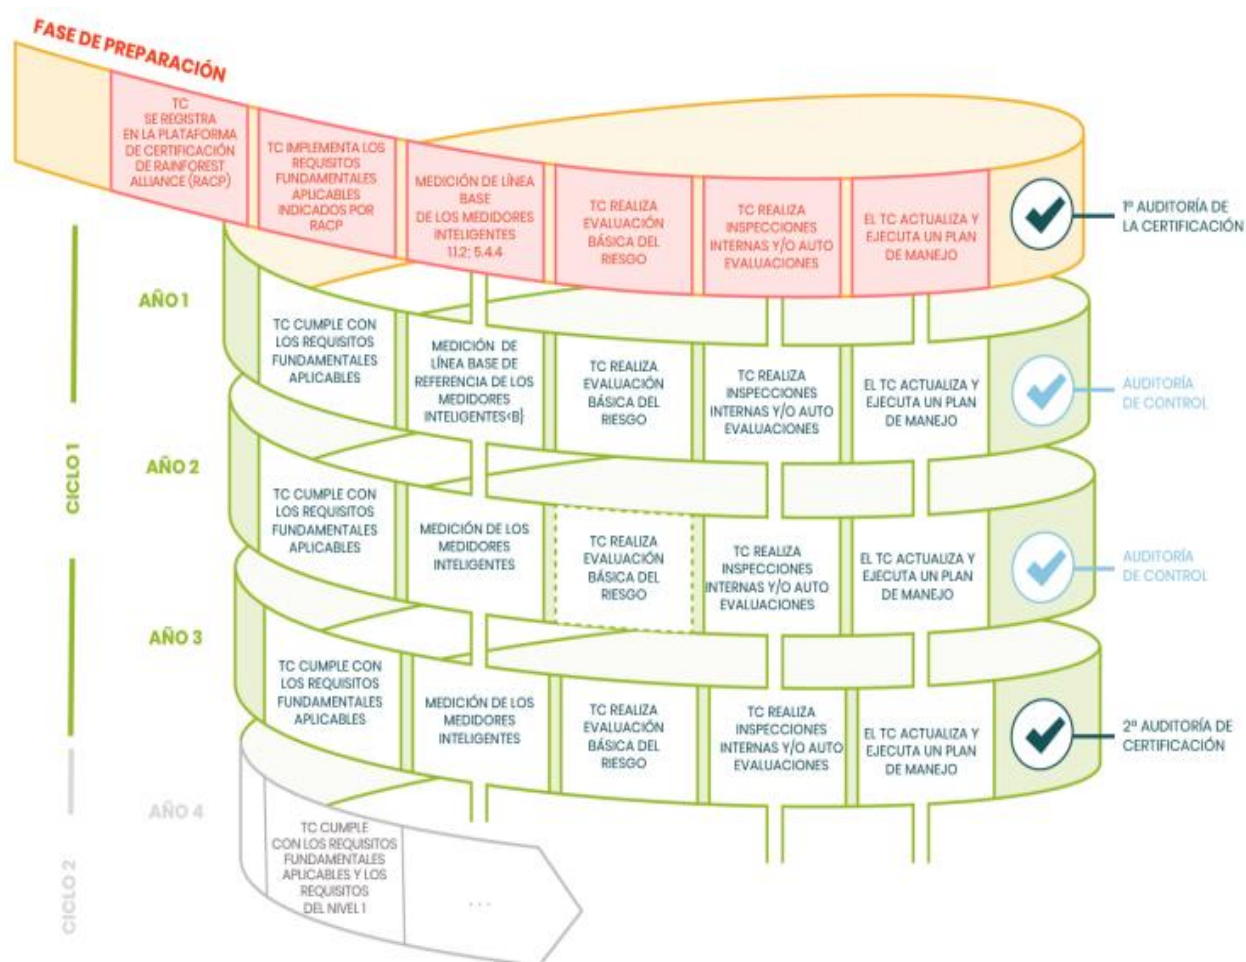 FASE DE PREPARACIÓN
TC
SE REGISTRA
EN LA PLATAFORMA
DE CERTIFICACIÓN
DE RAINFOREST
ALLIANCE (RACP)
TC IMPLEMENTA LOS
REQUISITOS
FUNDAMENTALES
APLICABLES
INDICADOS POR
RACP
MEDICIÓN DE LÍNEA
BASE
DE LOS MEDIDORES
INTELIGENTES
1.1.2; 5.4.4
TC REALIZA
EVALUACIÓN
BÁSICA DEL
RIESGO
TC REALIZA
INSPECCIONES
INTERNAS Y/O AUTO
EVALUACIONES
EL TC ACTUALIZA Y
EJECUTA UN PLAN
DE MANEJO
1º AUDITORÍA DE
LA CERTIFICACIÓN
CICLO 1
AÑO 1
TC CUMPLE CON
LOS REQUISITOS
FUNDAMENTALES
APLICABLES
MEDICIÓN DE
LÍNEA BASE DE
REFERENCIA DE LOS
MEDIDORES
INTELIGENTES<B}
TC REALIZA
EVALUACIÓN
BÁSICA DEL
RIESGO
TC REALIZA
INSPECCIONES
INTERNAS Y/O AUTO
EVALUACIONES
EL TC ACTUALIZA Y
EJECUTA UN PLAN
DE MANEJO
AUDITORÍA
DE CONTROL
AÑO 2
TC CUMPLE CON
LOS REQUISITOS
FUNDAMENTALES
APLICABLES
MEDICIÓN DE LOS
MEDIDORES
INTELIGENTES
TC REALIZA
EVALUACIÓN
BÁSICA DEL
RIESGO
TC REALIZA
INSPECCIONES
INTERNAS Y/O AUTO
EVALUACIONES
EL TC ACTUALIZA Y
EJECUTA UN PLAN
DE MANEJO
AUDITORÍA
DE CONTROL
AÑO 3
TC CUMPLE CON
LOS REQUISITOS
FUNDAMENTALES
APLICABLES
MEDICIÓN DE LOS
MEDIDORES
INTELIGENTES
TC REALIZA
EVALUACIÓN
BÁSICA DEL
RIESGO
TC REALIZA
INSPECCIONES
INTERNAS Y/O AUTO
EVALUACIONES
EL TC ACTUALIZA Y
EJECUTA UN PLAN
DE MANEJO
2ª AUDITORÍA DE
CERTIFICACIÓN
CICLO 2
AÑO 4
TC CUMPLE
CON LOS REQUISITOS
FUNDAMENTALES
APLICABLES Y LOS
REQUISITOS
DEL NIVEL 1
...